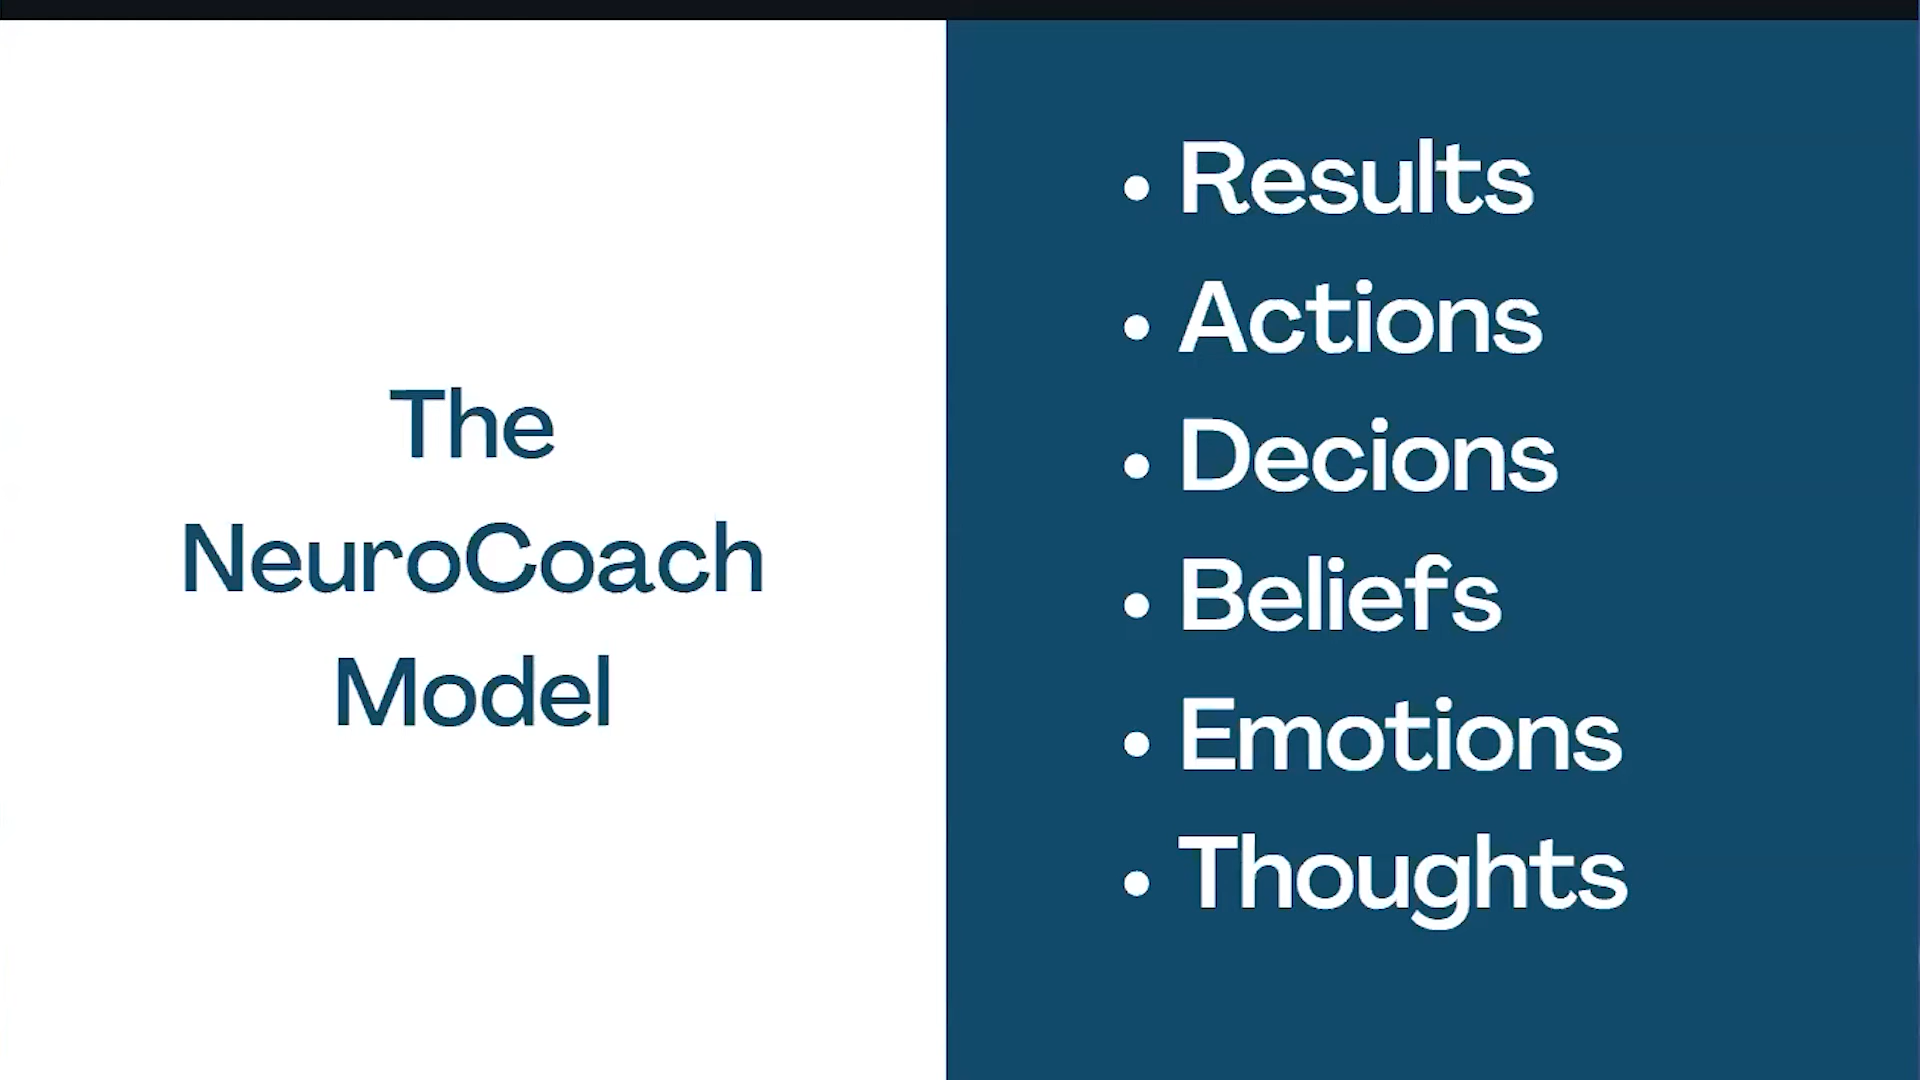 The
NeuroCoach
Model
• Results
• Actions
• Decions
• Beliefs
• Emotions
• Thoughts